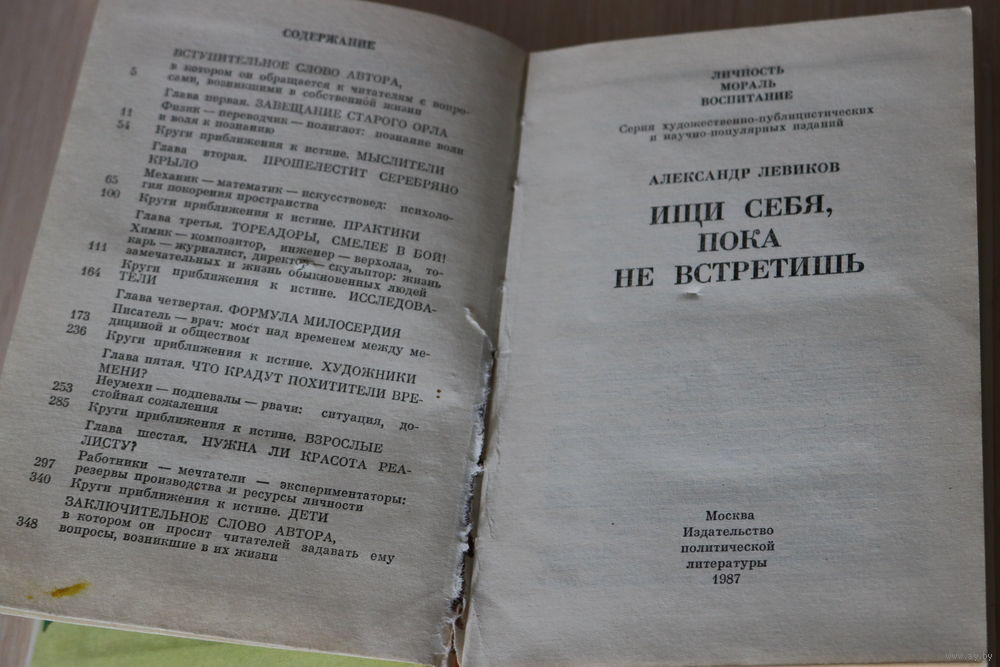 СОДЕРЖАНИЕ
ВСТУПИТЕЛЬНОЕ СЛОВО АВТОРА,
в котором он обращается к читателям с вопро-
5 сами, возникшими в собственной жизни
Глава первая. ЗАВЕЩАНИЕ СТАРОГО ОРЛА
Физик — переводчик — полиглот: познание воли
11 и воля к познанию
54 Круги приближения к истине. МЫСЛИТЕЛИ
Глава вторая. ПРОШЕЛЕСТИТ СЕРЕБРЯНО
КРЫЛО
Механик — математик — искусствовед: психоло-
65 гия покорения пространства
100 Круги приближения к истине. ПРАКТИКИ
Глава третья. ТОРЕАДОРЫ, СМЕЛЕЕ В БОЙ!
Химик — композитор, инженер — верхолаз, то-
карь — журналист, директор — скульптор: жизнь
111 замечательных и жизнь обыкновенных людей
Круги приближения к истине. ИССЛЕДОВА-
164 ТЕЛИ
Глава четвертая. ФОРМУЛА МИЛОСЕРДИЯ
Писатель — врач: мост над временем между ме-
173 дициной и обществом
236 Круги приближения к истине. ХУДОЖНИКИ
Глава пятая. ЧТО КРАДУТ ПОХИТИТЕЛИ ВРЕ-
МЕНИ?
Неумехи — подпевалы — рвачи: ситуация, до-
253 стойная сожаления
285 Круги приближения к истине. ВЗРОСЛЫЕ
Глава шестая. НУЖНА ЛИ КРАСОТА РЕА-
ЛИСТУ?
Работники — мечтатели — экспериментаторы:
297 резервы производства и ресурсы личности
340 Круги приближения к истине. ДЕТИ
ЗАКЛЮЧИТЕЛЬНОЕ СЛОВО АВТОРА,
в котором он просит читателей задавать ему
348 вопросы, возникшие в их жизни
ЛИЧНОСТЬ
МОРАЛЬ
ВОСПИТАНИЕ
Серия художественно-публицистических
и научно-популярных изданий
АЛЕКСАНДР ЛЕВИКОВ
ИЩИ СЕБЯ,
ПОКА
НЕ ВСТРЕТИШЬ
Москва
Издательство
политической
литературы
1987
www.ay.by